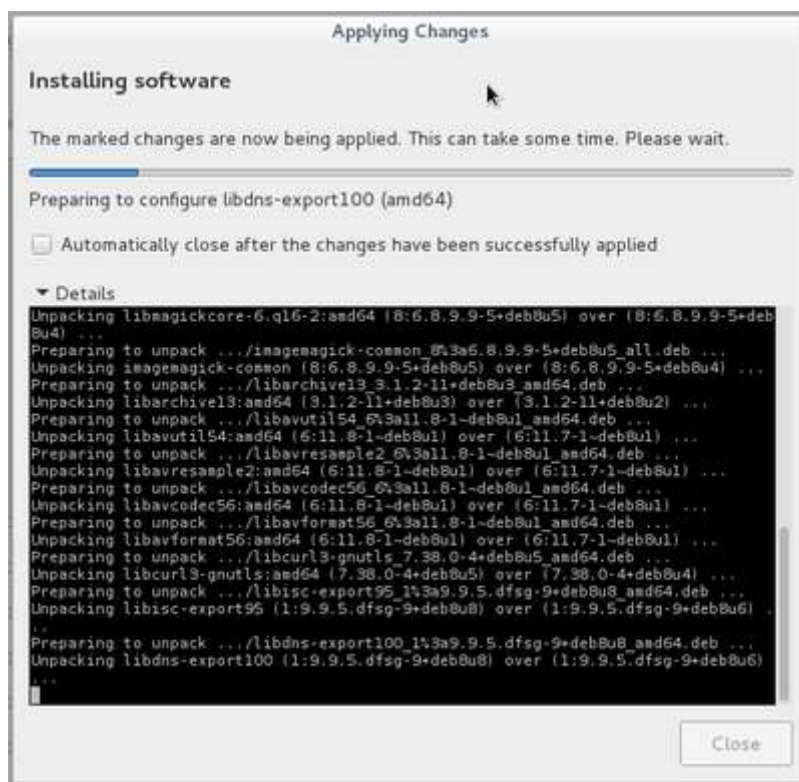 Applying Changes
Installing software
The marked changes are now being applied. This can take some time. Please wait.
Preparing to configure libdns-export100 (amd64)
Automatically close after the changes have been successfully applied
Details
Unpacking libmagickcore-6.q16-2:amd64 (8:6.8.9.9-5+deb8u5) over (8:6.8.9.9-5+deb
8u4) ...
Preparing to unpack .../imagemagick-common_8%3a6.8.9.9-5+deb8u5_all.deb ...
Unpacking imagemagick-common (8:6.8.9.9-5+deb8u5) over (8:6.8.9.9-5+deb8u4) ...
Preparing to unpack .../libarchive13_3.1.2-11+deb8u3_amd64.deb ...
Unpacking libarchive13:amd64 (3.1.2-11+deb8u3) over (3.1.2-11+deb8u2) ...
Preparing to unpack .../libavutil54_6%3a11.8-1~deb8u1_amd64.deb ...
Unpacking libavutil54:amd64 (6:11.8-1~deb8u1) over (6:11.7-1~deb8u1) ...
Preparing to unpack .../libavresample2_6%3a11.8-1~deb8u1_amd64.deb ...
Unpacking libavresample2:amd64 (6:11.8-1~deb8u1) over (6:11.7-1~deb8u1) ...
Preparing to unpack .../libavcodec56_6%3a11.8-1~deb8u1_amd64.deb ...
Unpacking libavcodec56:amd64 (6:11.8-1~deb8u1) over (6:11.7-1~deb8u1) ...
Preparing to unpack .../libavformat56_6%3a11.8-1~deb8u1_amd64.deb ...
Unpacking libavformat56:amd64 (6:11.8-1~deb8u1) over (6:11.7-1~deb8u1) ...
Preparing to unpack .../libcurl3-gnutls_7.38.0-4+deb8u5_amd64.deb ...
Unpacking libcurl3-gnutls:amd64 (7.38.0-4+deb8u5) over (7.38.0-4+deb8u4) ...
Preparing to unpack .../libisc-export95_1%3a9.9.5.dfsg-9+deb8u8_amd64.deb ...
Unpacking libisc-export95 (1:9.9.5.dfsg-9+deb8u8) over (1:9.9.5.dfsg-9+deb8u6) .
..
Preparing to unpack .../libdns-export100_1%3a9.9.5.dfsg-9+deb8u8_amd64.deb ...
Unpacking libdns-export100 (1:9.9.5.dfsg-9+deb8u8) over (1:9.9.5.dfsg-9+deb8u6)
...
Close